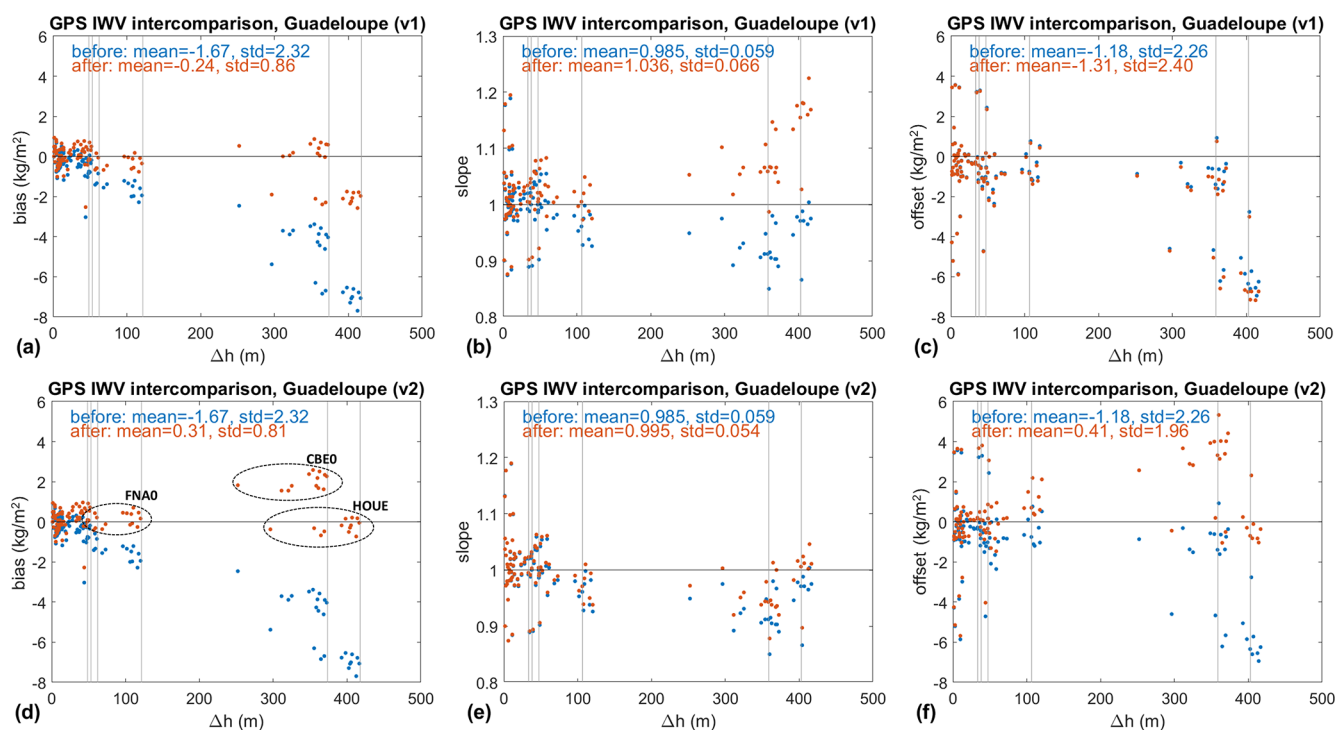 GPS IWV intercomparison, Guadeloupe (v1)
before: mean=-1.67, std=2.32
after: mean=-0.24, std=0.86
6
4
2
0
-2
-4
-6
-8
bias (kg/m²)
0 100 200 300 400 500
Δh (m)
(a)
GPS IWV intercomparison, Guadeloupe (v1)
before: mean=0.985, std=0.059
after: mean=1.036, std=0.066
1.3
1.2
1.1
1
0.9
0.8
slope
0 100 200 300 400 500
Δh (m)
(b)
GPS IWV intercomparison, Guadeloupe (v1)
before: mean=-1.18, std=2.26
after: mean=-1.31, std=2.40
6
4
2
0
-2
-4
-6
-8
offset (kg/m²)
0 100 200 300 400 500
Δh (m)
(c)
GPS IWV intercomparison, Guadeloupe (v2)
before: mean=-1.67, std=2.32
after: mean=0.31, std=0.81
CBE0
FNA0
HOUE
6
4
2
0
-2
-4
-6
-8
bias (kg/m²)
0 100 200 300 400 500
Δh (m)
(d)
GPS IWV intercomparison, Guadeloupe (v2)
before: mean=0.985, std=0.059
after: mean=0.995, std=0.054
1.3
1.2
1.1
1
0.9
0.8
slope
0 100 200 300 400 500
Δh (m)
(e)
GPS IWV intercomparison, Guadeloupe (v2)
before: mean=-1.18, std=2.26
after: mean=0.41, std=1.96
6
4
2
0
-2
-4
-6
-8
offset (kg/m²)
0 100 200 300 400 500
Δh (m)
(f)